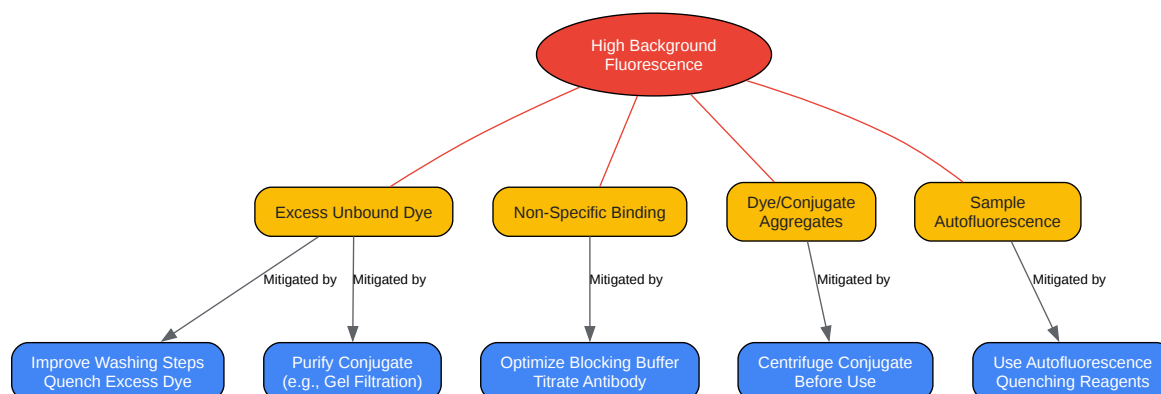 High Background
Fluorescence
Excess Unbound Dye
Non-Specific Binding
Dye/Conjugate
Aggregates
Sample
Autofluorescence
Mitigated by
Mitigated by
Mitigated by
Mitigated by
Mitigated by
Improve Washing Steps
Quench Excess Dye
Purify Conjugate
(e.g., Gel Filtration)
Optimize Blocking Buffer
Titrate Antibody
Centrifuge Conjugate
Before Use
Use Autofluorescence
Quenching Reagents